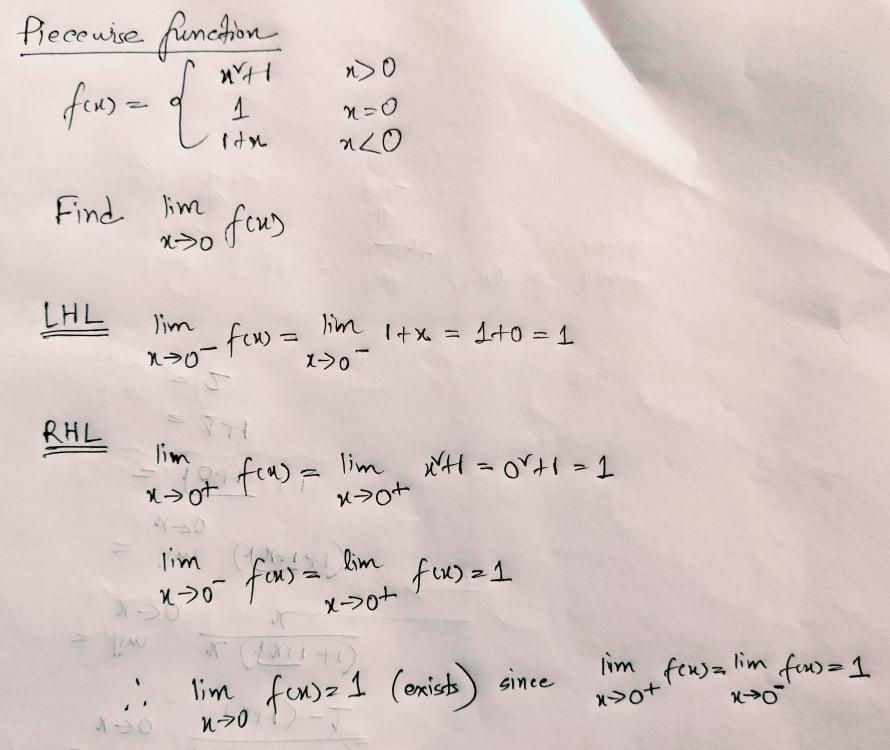 Piecewise function
f(x) = { x²+1 x>0
1 x=0
1+x x<0
Find lim x→0 f(x)
LHL lim x→0⁻ f(x) = lim x→0⁻ 1+x = 1+0 = 1
RHL
lim x→0⁺ f(x) = lim x→0⁺ x²+1 = 0²+1 = 1
lim x→0⁻ f(x) = lim x→0⁺ f(x) = 1
∴ lim x→0 f(x) = 1 (exists) since lim x→0⁺ f(x) = lim x→0⁻ f(x) = 1